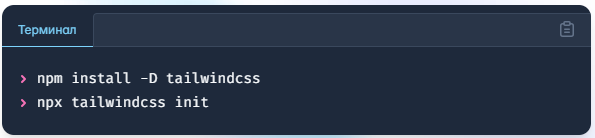 Терминал
> npm install -D tailwindcss
> npx tailwindcss init